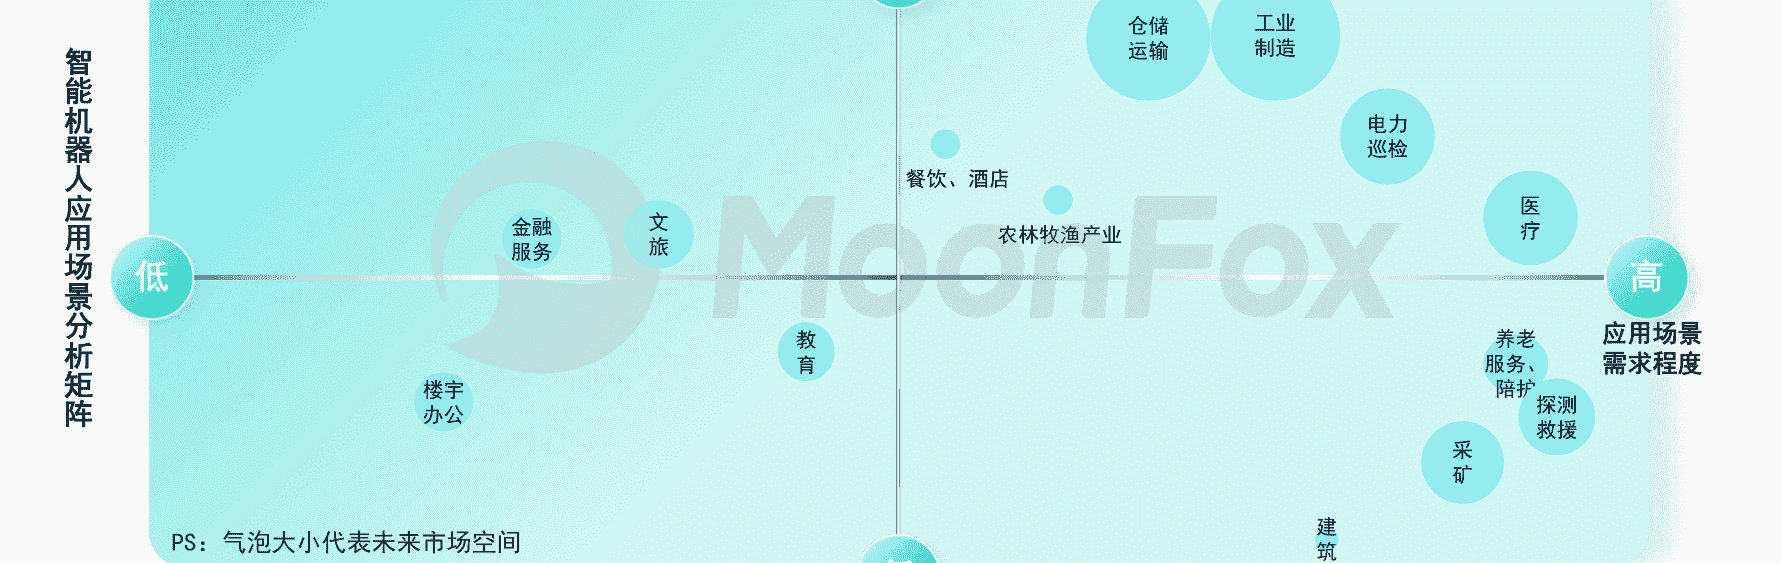 智能机器人应用场景分析矩阵
仓储
运输
工业
制造
电力
巡检
餐饮、酒店
医
疗
农林牧渔产业
金融
服务
文
旅
MoonFox
低
高
应用场景
需求程度
教
育
养老
服务、
陪护
楼宇
办公
探测
救援
采
矿
建
筑
PS：气泡大小代表未来市场空间